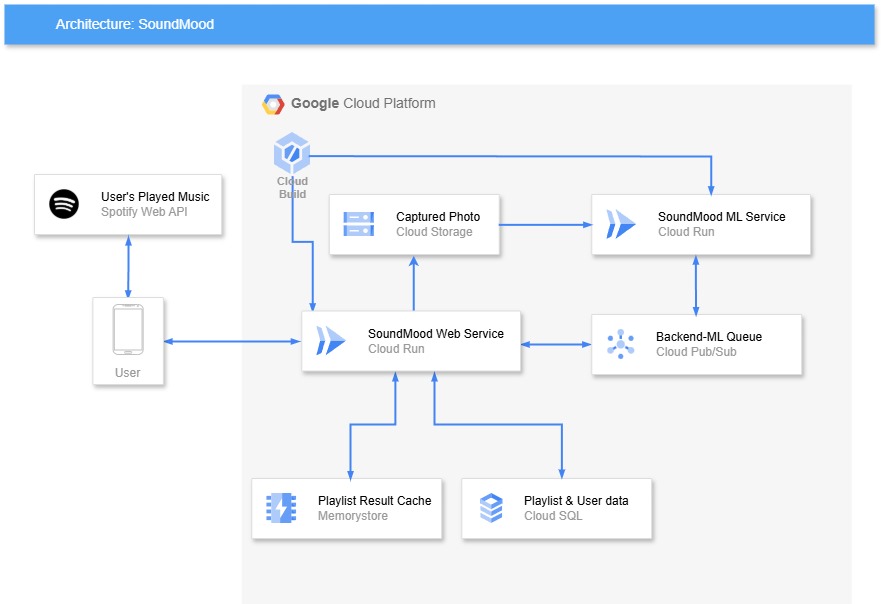 Architecture: SoundMood
Google Cloud Platform
Cloud
Build
User's Played Music
Spotify Web API
Captured Photo
Cloud Storage
SoundMood ML Service
Cloud Run
User
SoundMood Web Service
Cloud Run
Backend-ML Queue
Cloud Pub/Sub
Playlist Result Cache
Memorystore
Playlist & User data
Cloud SQL